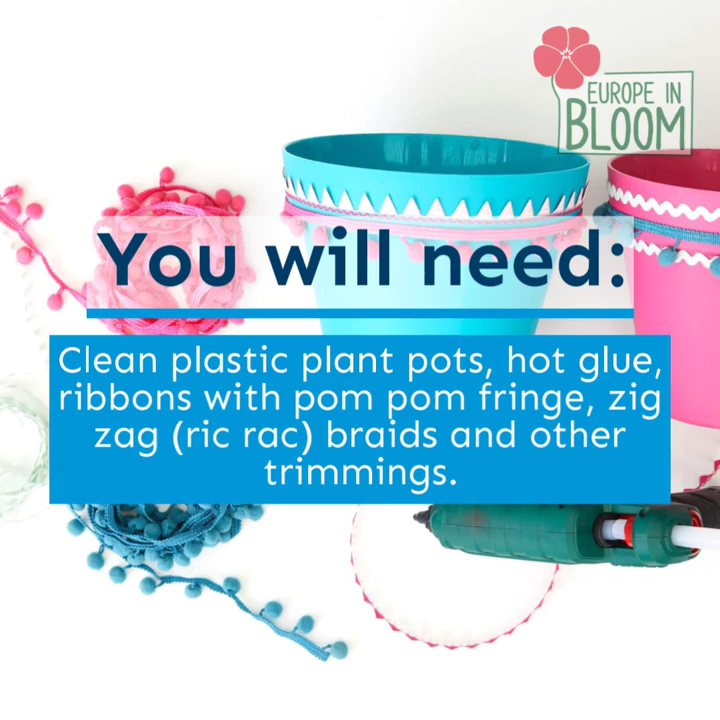 EUROPE IN
BLOOM
You will need:
Clean plastic plant pots, hot glue,
ribbons with pom pom fringe, zig
zag (ric rac) braids and other
trimmings.